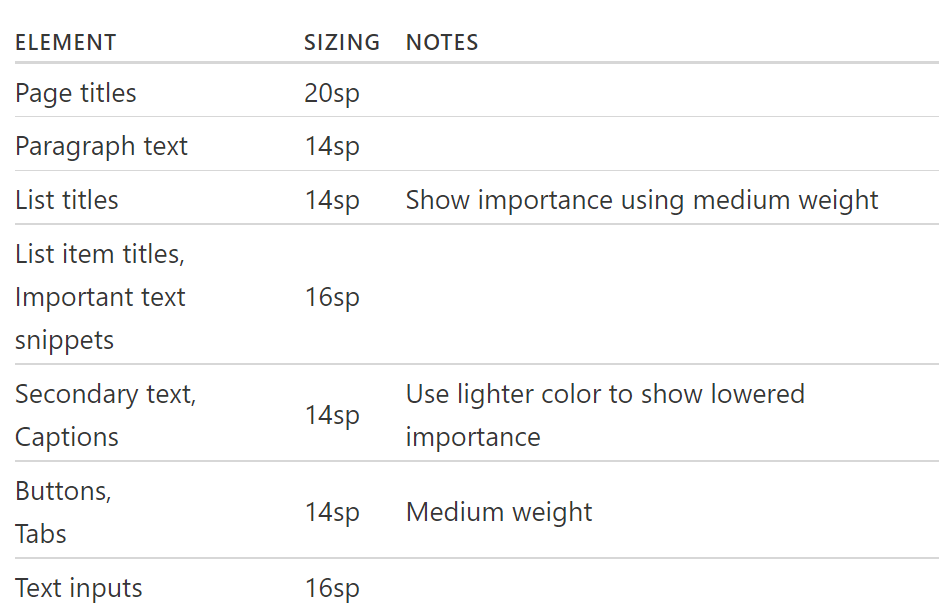 ELEMENT SIZING NOTES
Page titles 20sp
Paragraph text 14sp
List titles 14sp Show importance using medium weight
List item titles,
Important text 16sp
snippets
Secondary text,
Captions
14sp
Use lighter color to show lowered
importance
Buttons,
Tabs
14sp
Medium weight
Text inputs 16sp